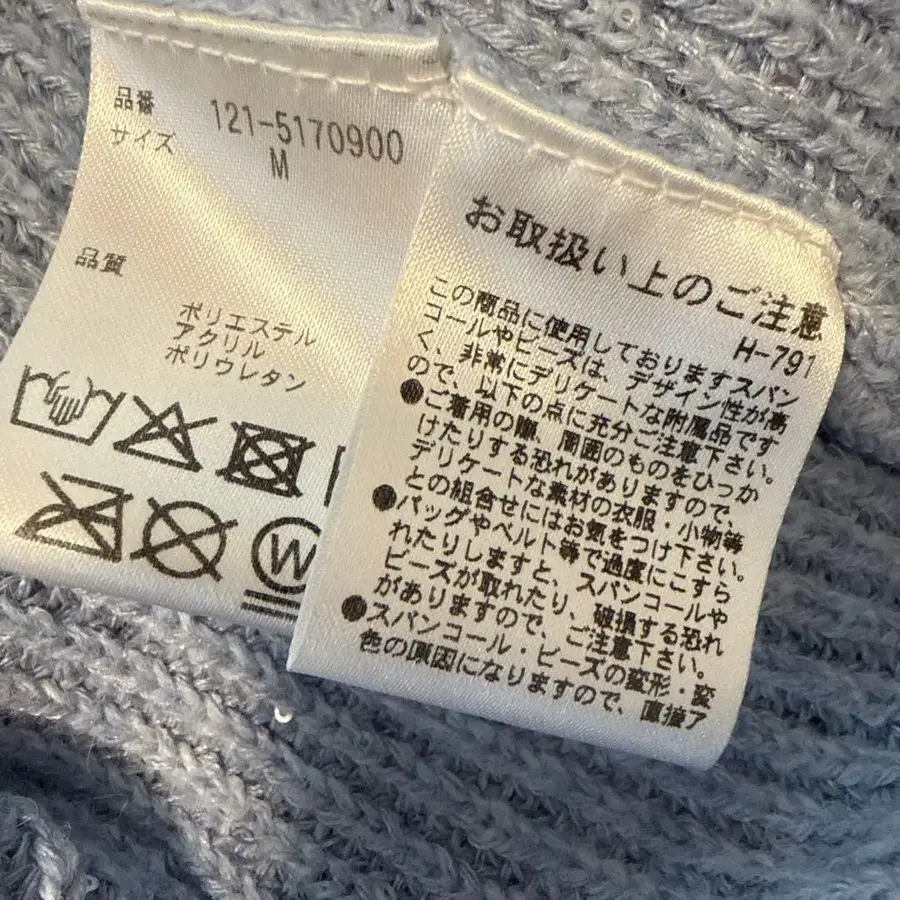 品番 121-5170900
サイズ M
品質
ポリエステル
アクリル
ポリウレタン
W
お取扱い上のご注意
H-791
この商品に使用しておりますスパン
コールやビーズは、デザイン性が高
く、非常にデリケートな附属品です
ので、以下の点に充分ご注意下さい。
●ご着用の際、周囲のものをひっか
けたりする恐れがありますので、
デリケートな素材の衣服・小物等
との組合せにはお気をつけ下さい。
●バッグやベルト等で過度にこすら
れたりしますと、スパンコールや
ビーズが取れたり、破損する恐れ
がありますので、ご注意下さい。
●スパンコール・ビーズの変形・変
色の原因になりますので、直接ア